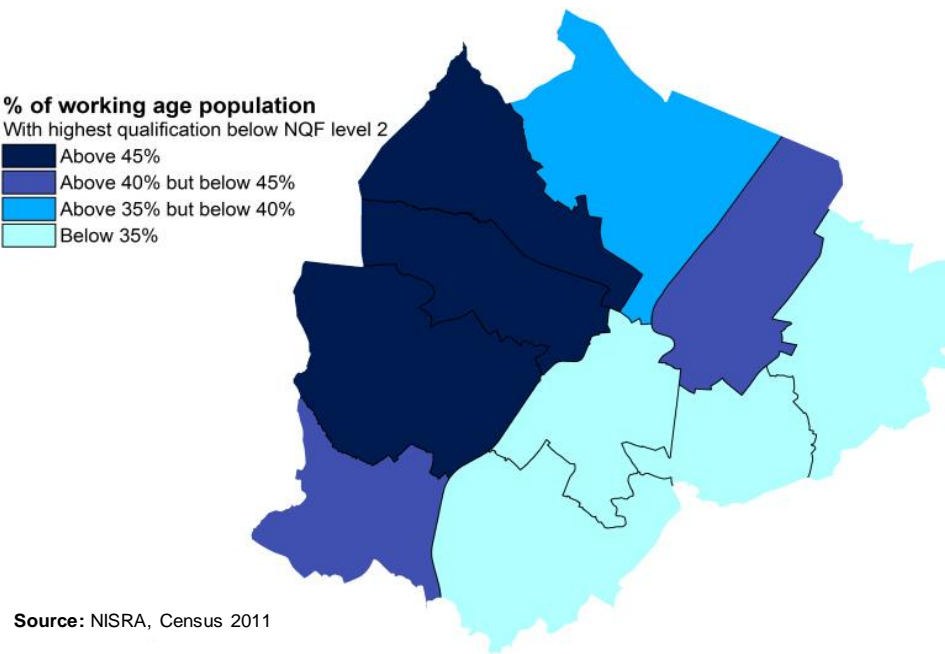 % of working age population
With highest qualification below NQF level 2
Above 45%
Above 40% but below 45%
Above 35% but below 40%
Below 35%
Source: NISRA, Census 2011